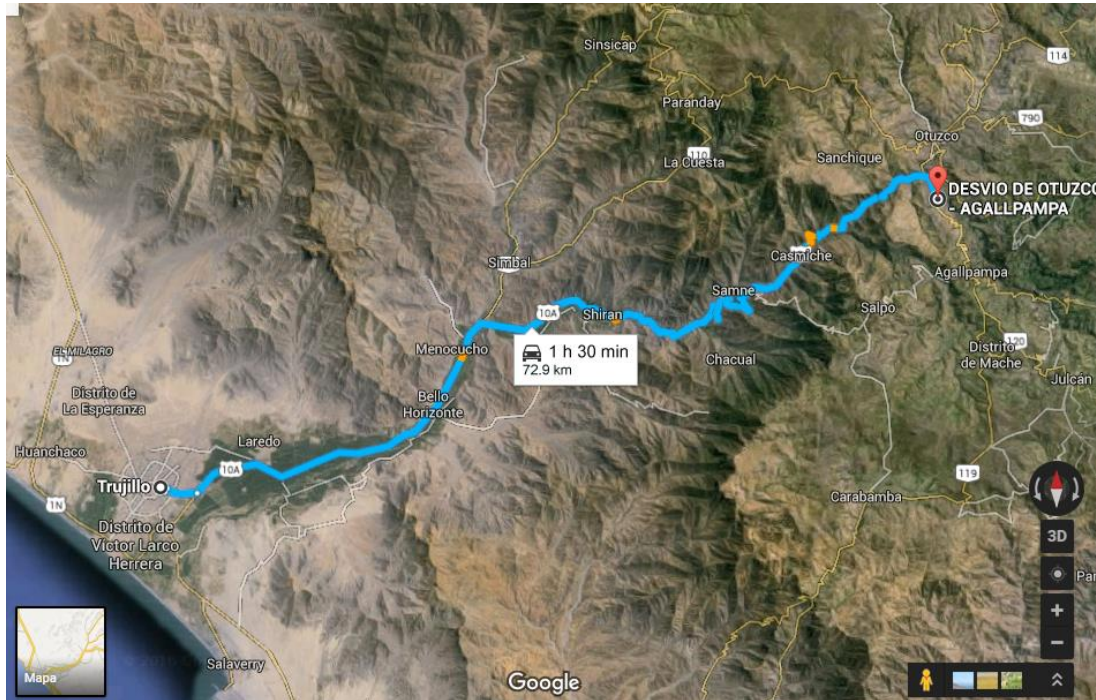 Sinsicap
114
Paranday
790
Otuzco
110
La Cuesta
Sanchique
DESVIO DE OTUZCO
- AGALLPAMPA
Casmiche
Simbal
Agallpampa
Samne
Salpo
10A
Shiran
1 h 30 min
72.9 km
Menocucho
EL MILAGRO
1N
Chacual
Distrito
de Mache
120
Julcán
Distrito de
La Esperanza
Bello
Horizonte
Huanchaco
Laredo
10A
119
Trujillo
1N
Carabamba
Distrito de
Víctor Larco
Herrera
3D
Par
+
−
Salaverry
Mapa
Google